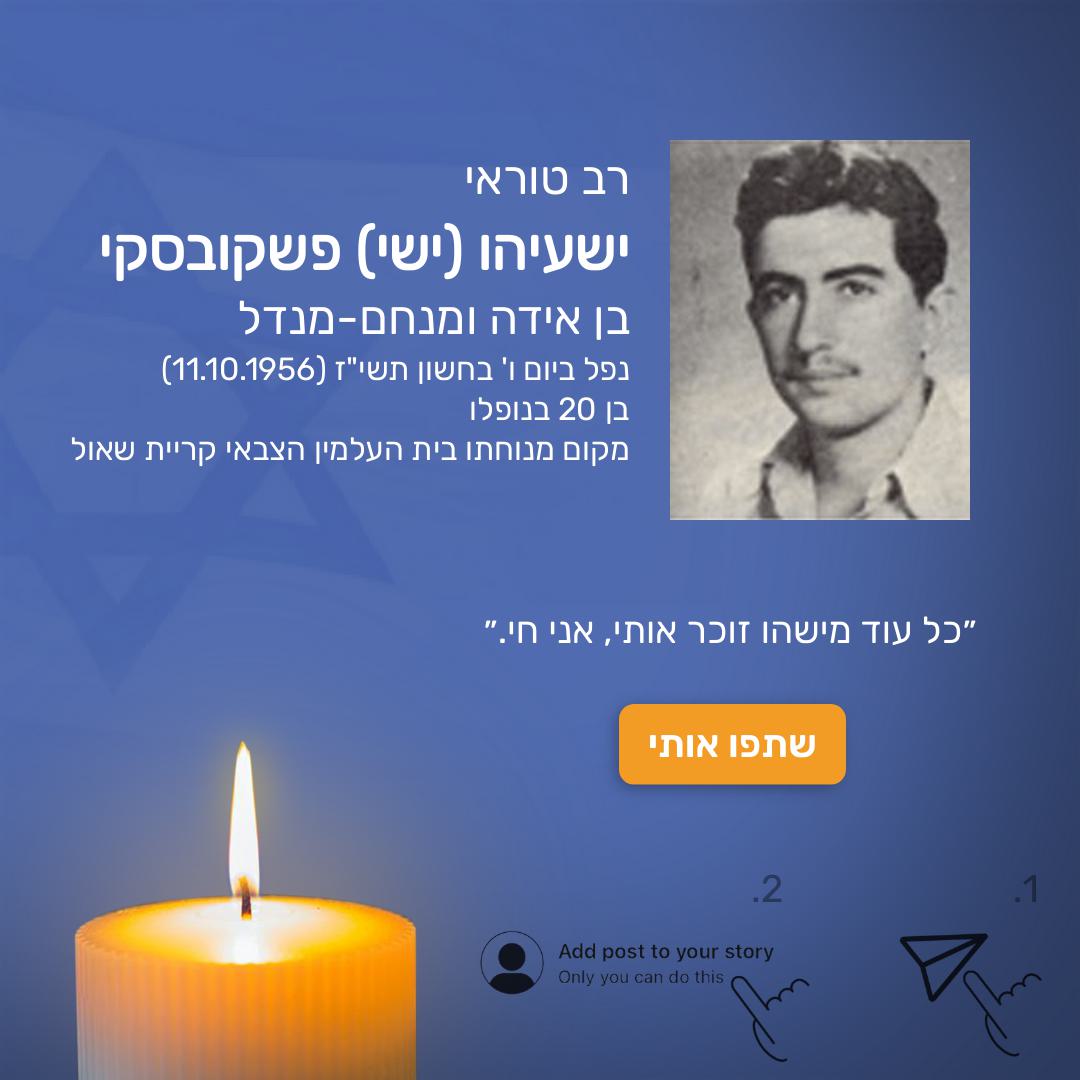 רב טוראי
ישעיהו (ישי) פשקובסקי
בן אידה ומנחם-מנדל
נפל ביום ו' בחשוון תשי"ז (11.10.1956)
בן 20 בנופלו
מקום מנוחתו בית העלמין הצבאי קריית שאול
״כל עוד מישהו זוכר אותי, אני חי.״
שתפו אותי
1.
2.
Add post to your story
Only you can do this